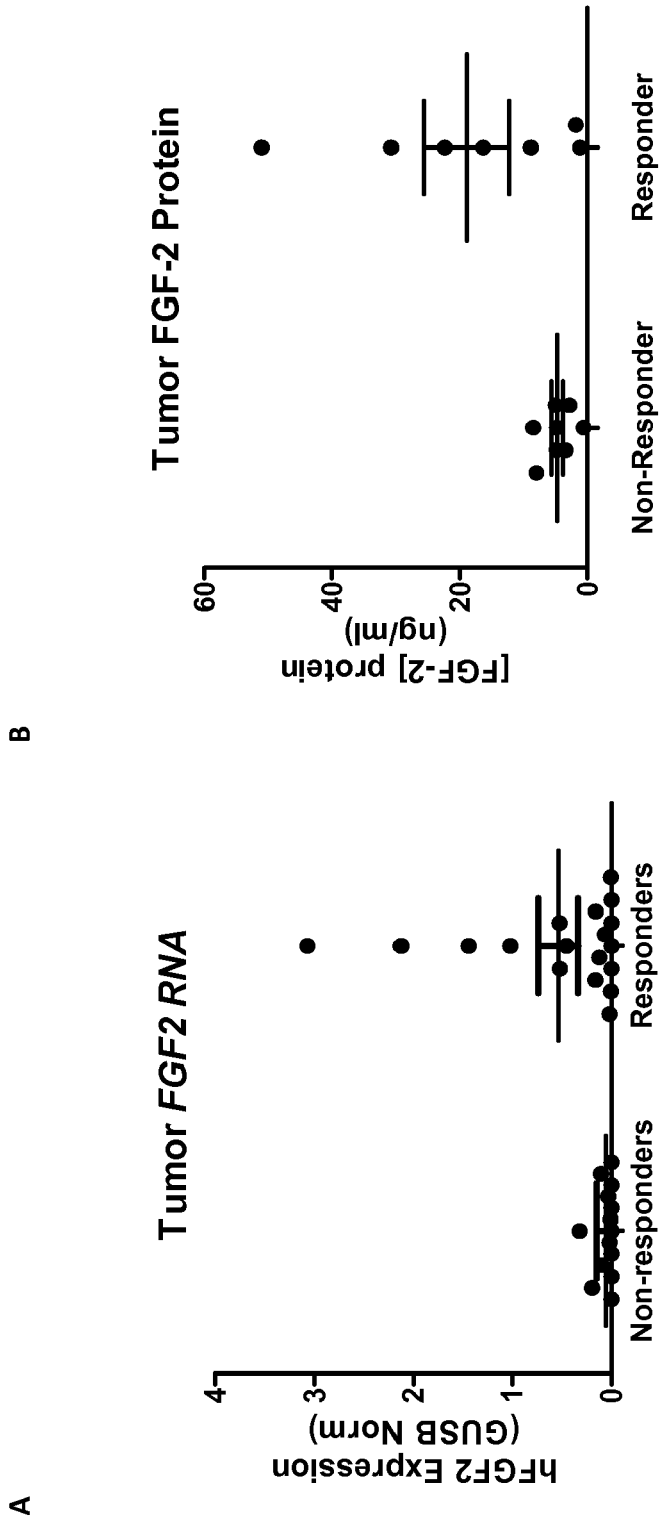 A
Tumor FGF2 RNA
hFGF2 Expression
(GUSB Norm)
4
3
2
1
0
Non-responders
Responders
B
Tumor FGF-2 Protein
[FGF-2] protein
(ng/ml)
60
40
20
0
Non-Responder
Responder